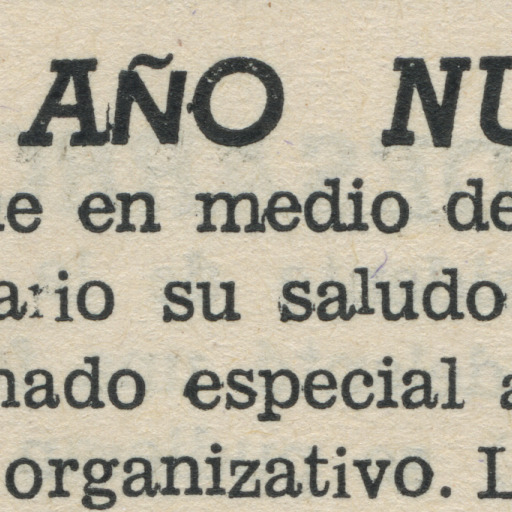 AÑO NU
e en medio de
ario su saludo
nado especial a
organizativo. L